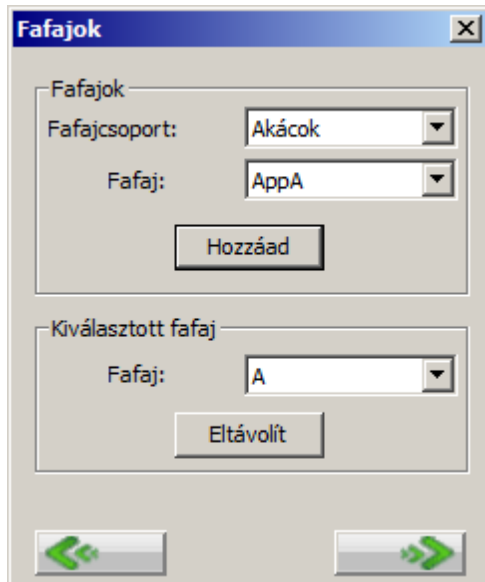 Fafajok
Fafajok
Fafajcsoport: Akácok
Fafaj: AppA
Hozzáad
Kiválasztott fafaj
Fafaj: A
Eltávolít